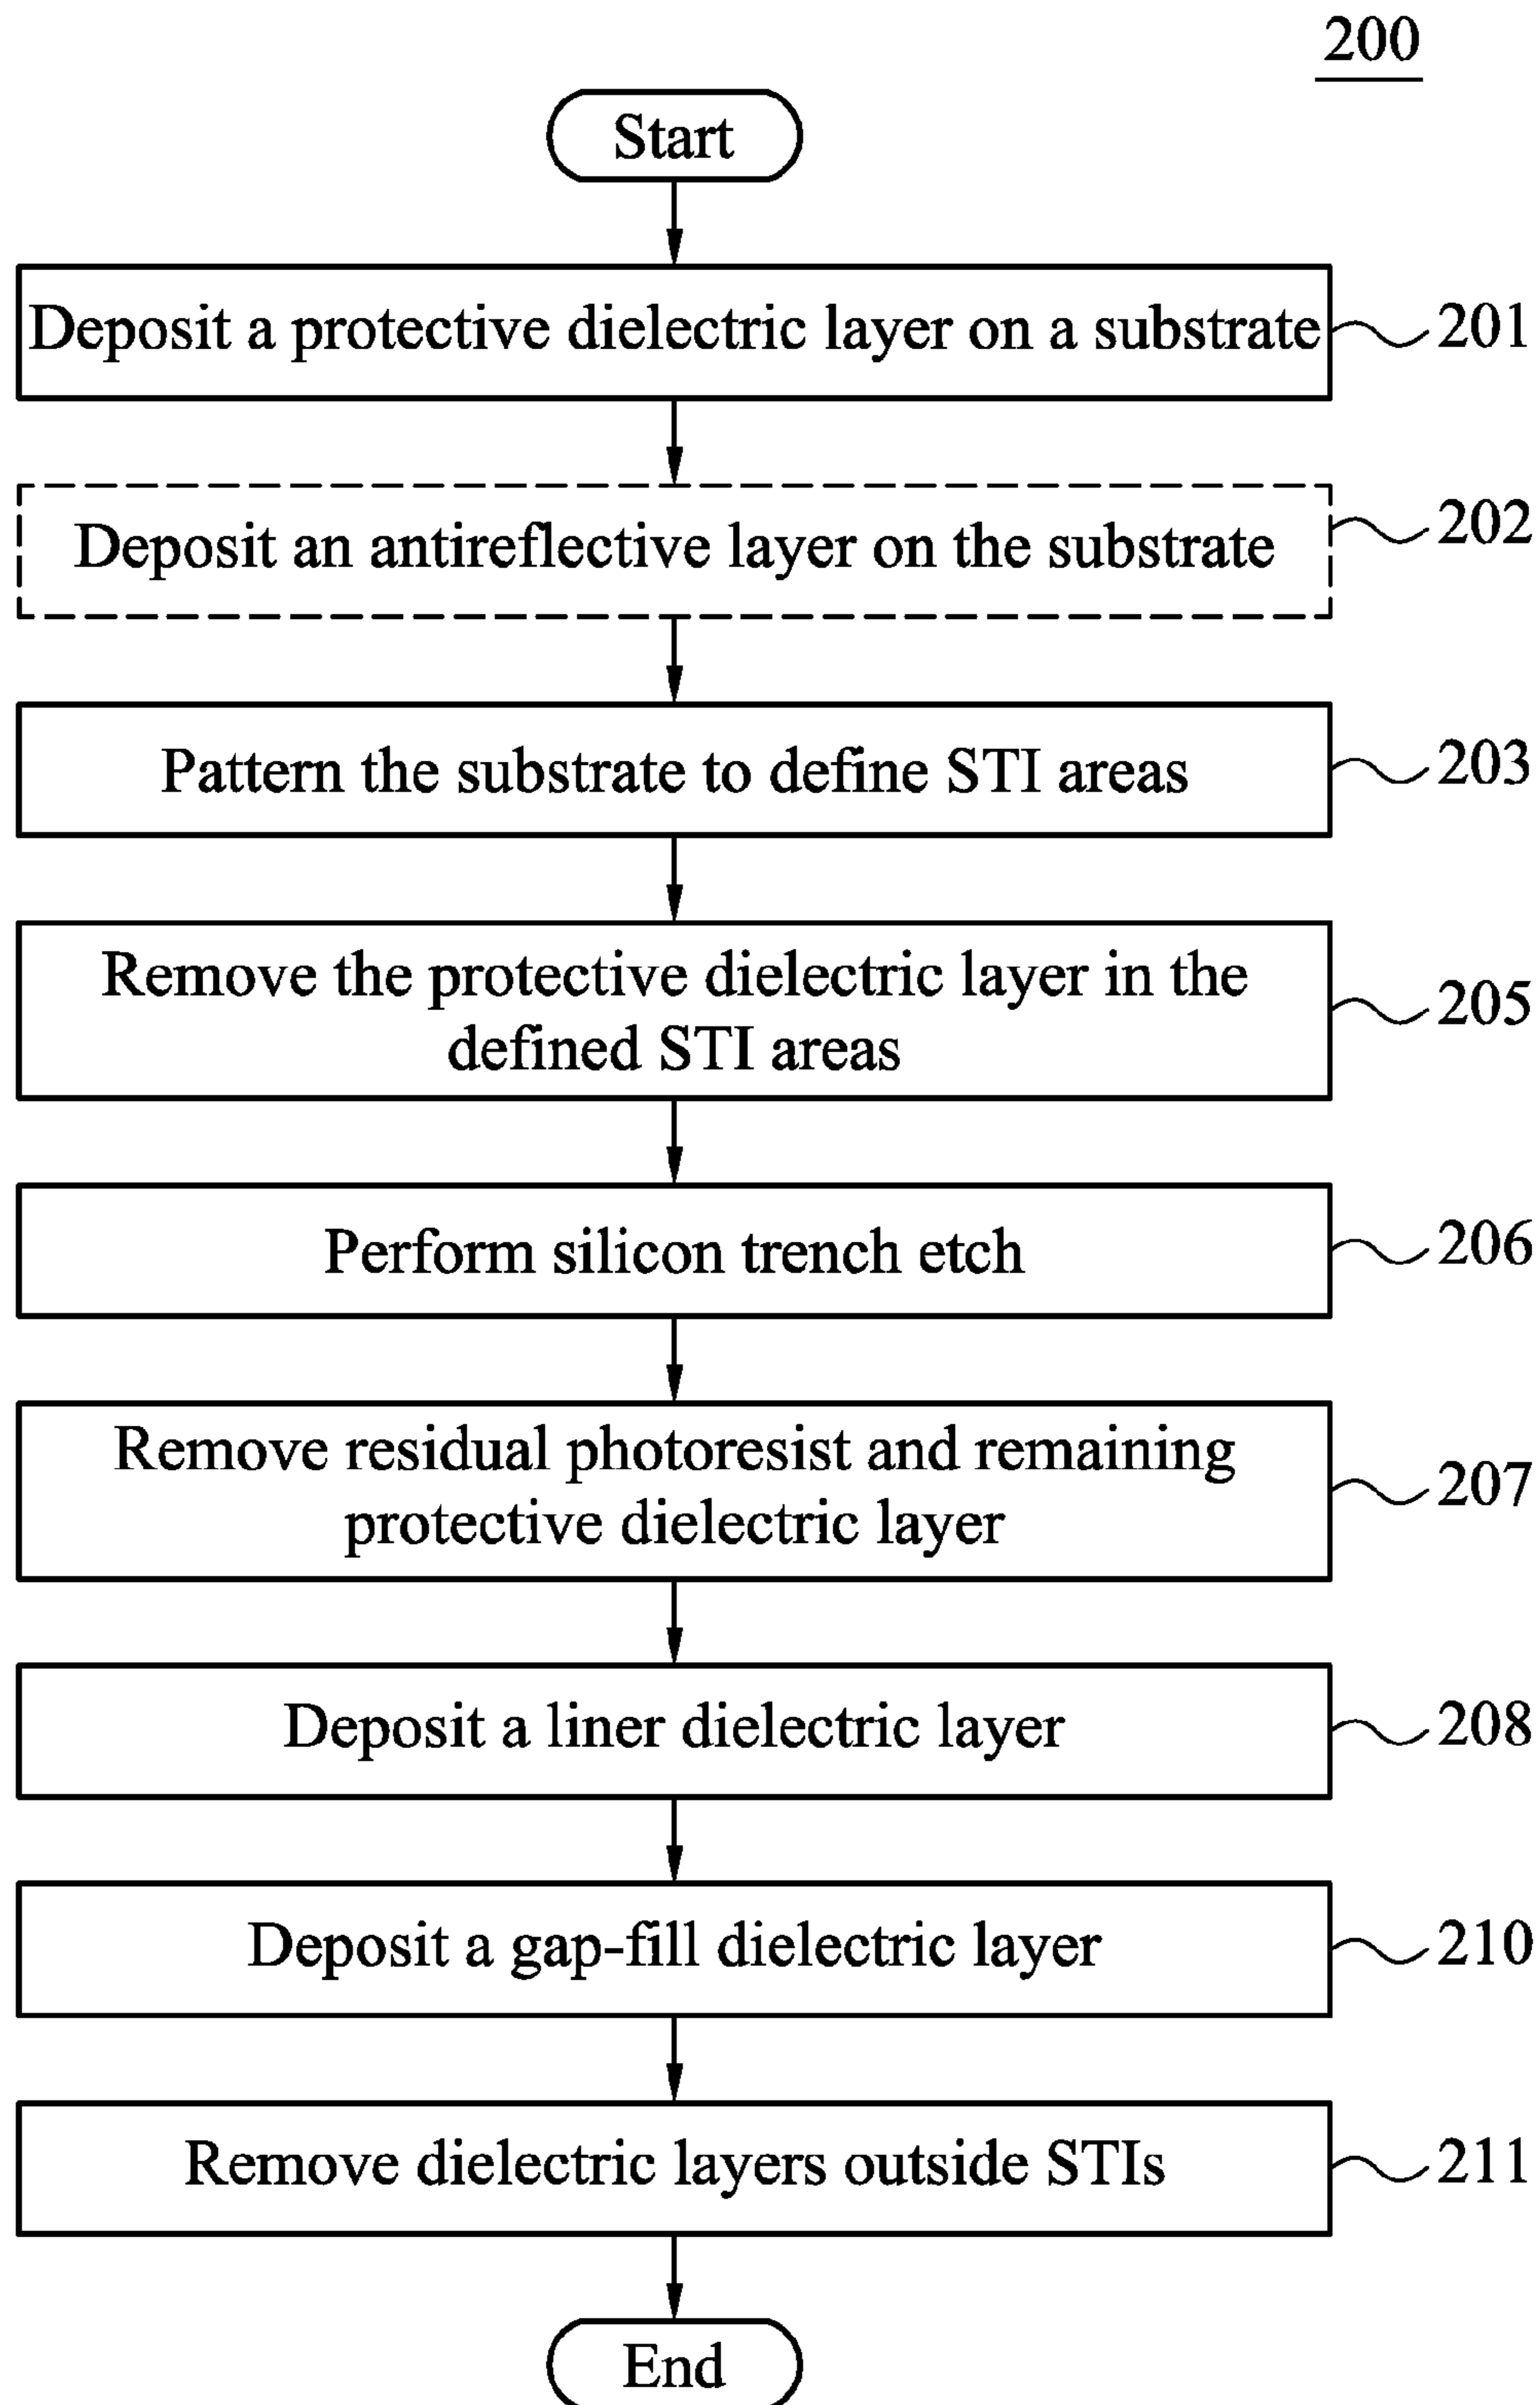 200
Start
Deposit a protective dielectric layer on a substrate
201
Deposit an antireflective layer on the substrate
202
Pattern the substrate to define STI areas
203
Remove the protective dielectric layer in the
defined STI areas
205
Perform silicon trench etch
206
Remove residual photoresist and remaining
protective dielectric layer
207
Deposit a liner dielectric layer
208
Deposit a gap-fill dielectric layer
210
Remove dielectric layers outside STIs
211
End